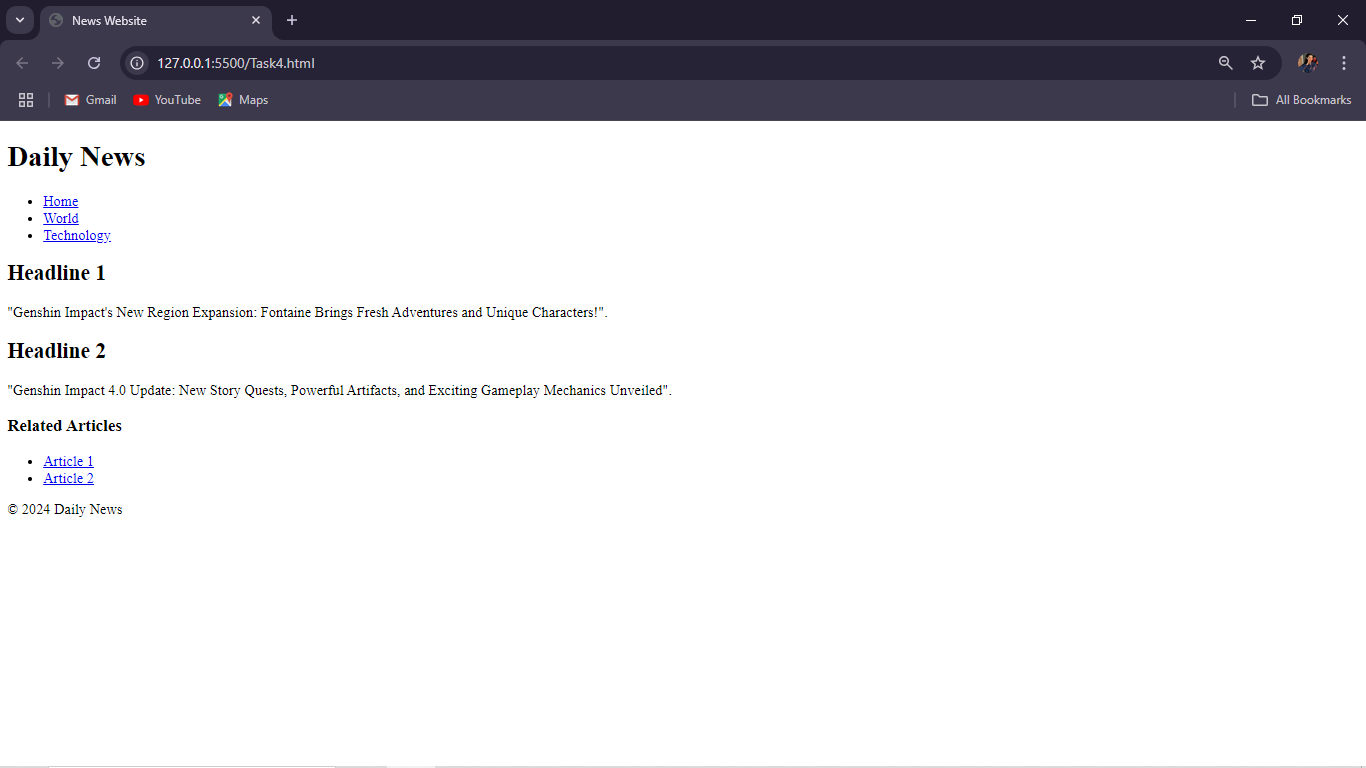 News Website
127.0.0.1:5500/Task4.html
Gmail YouTube Maps All Bookmarks
Daily News
Home
World
Technology
Headline 1
"Genshin Impact's New Region Expansion: Fontaine Brings Fresh Adventures and Unique Characters!".
Headline 2
"Genshin Impact 4.0 Update: New Story Quests, Powerful Artifacts, and Exciting Gameplay Mechanics Unveiled".
Related Articles
Article 1
Article 2
© 2024 Daily News